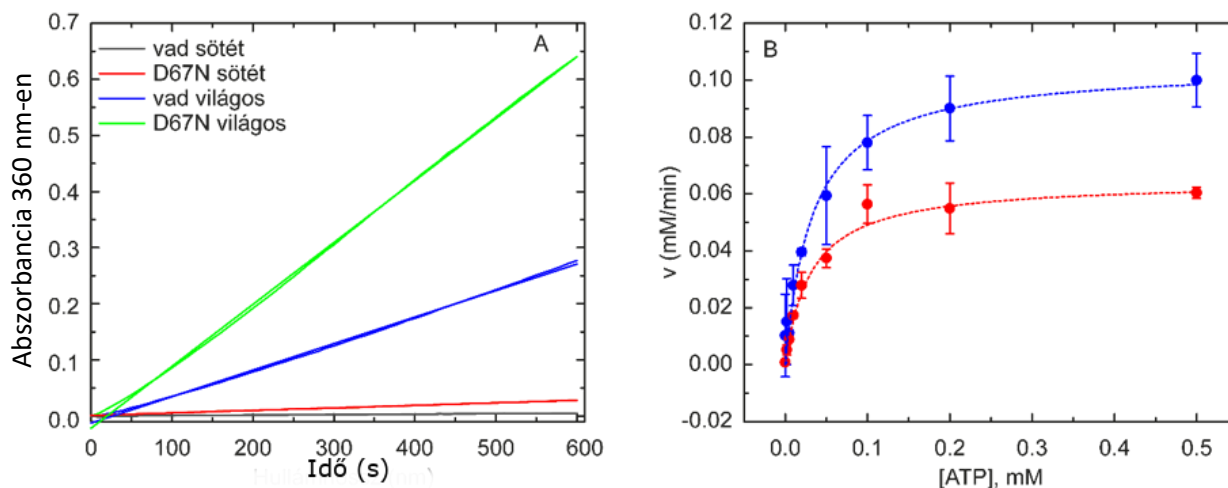 0.7
0.6
0.5
0.4
0.3
0.2
0.1
0.0
Abszorbancia 360 nm-en
vad sötét
D67N sötét
vad világos
D67N világos
A
0 100 200 300 400 500 600
Idő (s)
0.12
0.10
0.08
0.06
0.04
0.02
0.00
-0.02
v (mM/min)
B
0.0 0.1 0.2 0.3 0.4 0.5
[ATP], mM